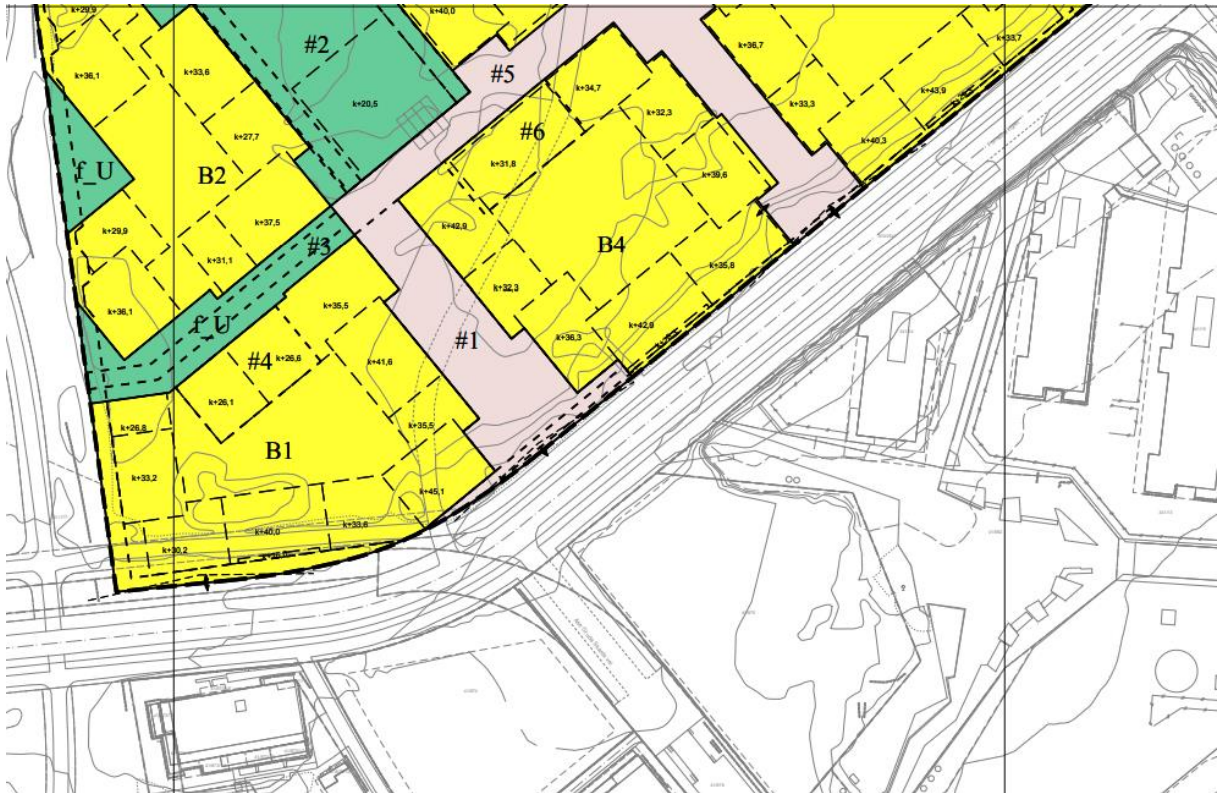 k+29,9
k+40,0
#2
k+36,7
k+33,7
k+36,1
k+33,6
#5
k+34,7
k+43,9
k+20,5
k+33,3
k+32,3
k+27,7
#6
k+40,3
k+31,8
f_U
B2
k+39,6
k+37,5
k+42,9
k+29,9
#3
B4
k+31,1
k+35,8
k+32,3
k+35,5
k+36,1
f_U
#1
k+42,9
k+36,3
#4
k+26,6
k+41,6
k+26,1
k+35,5
k+26,8
B1
k+33,2
k+45,1
k+33,6
k+40,0
k+30,2